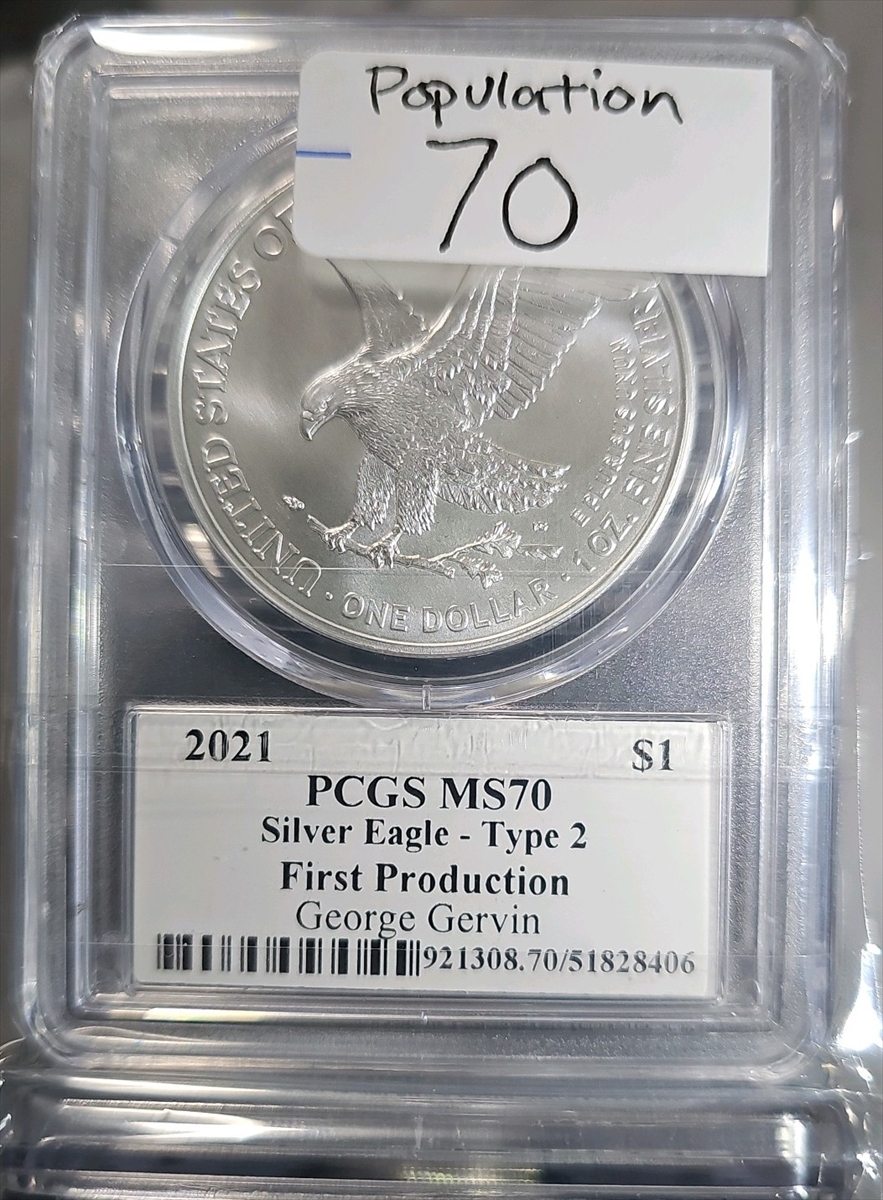 Population
70
UNITED STATES O
E PLURIBUS UNUM
1 OZ. FINE SILVER
ONE DOLLAR
2021 $1
PCGS MS70
Silver Eagle - Type 2
First Production
George Gervin
921308.70/51828406